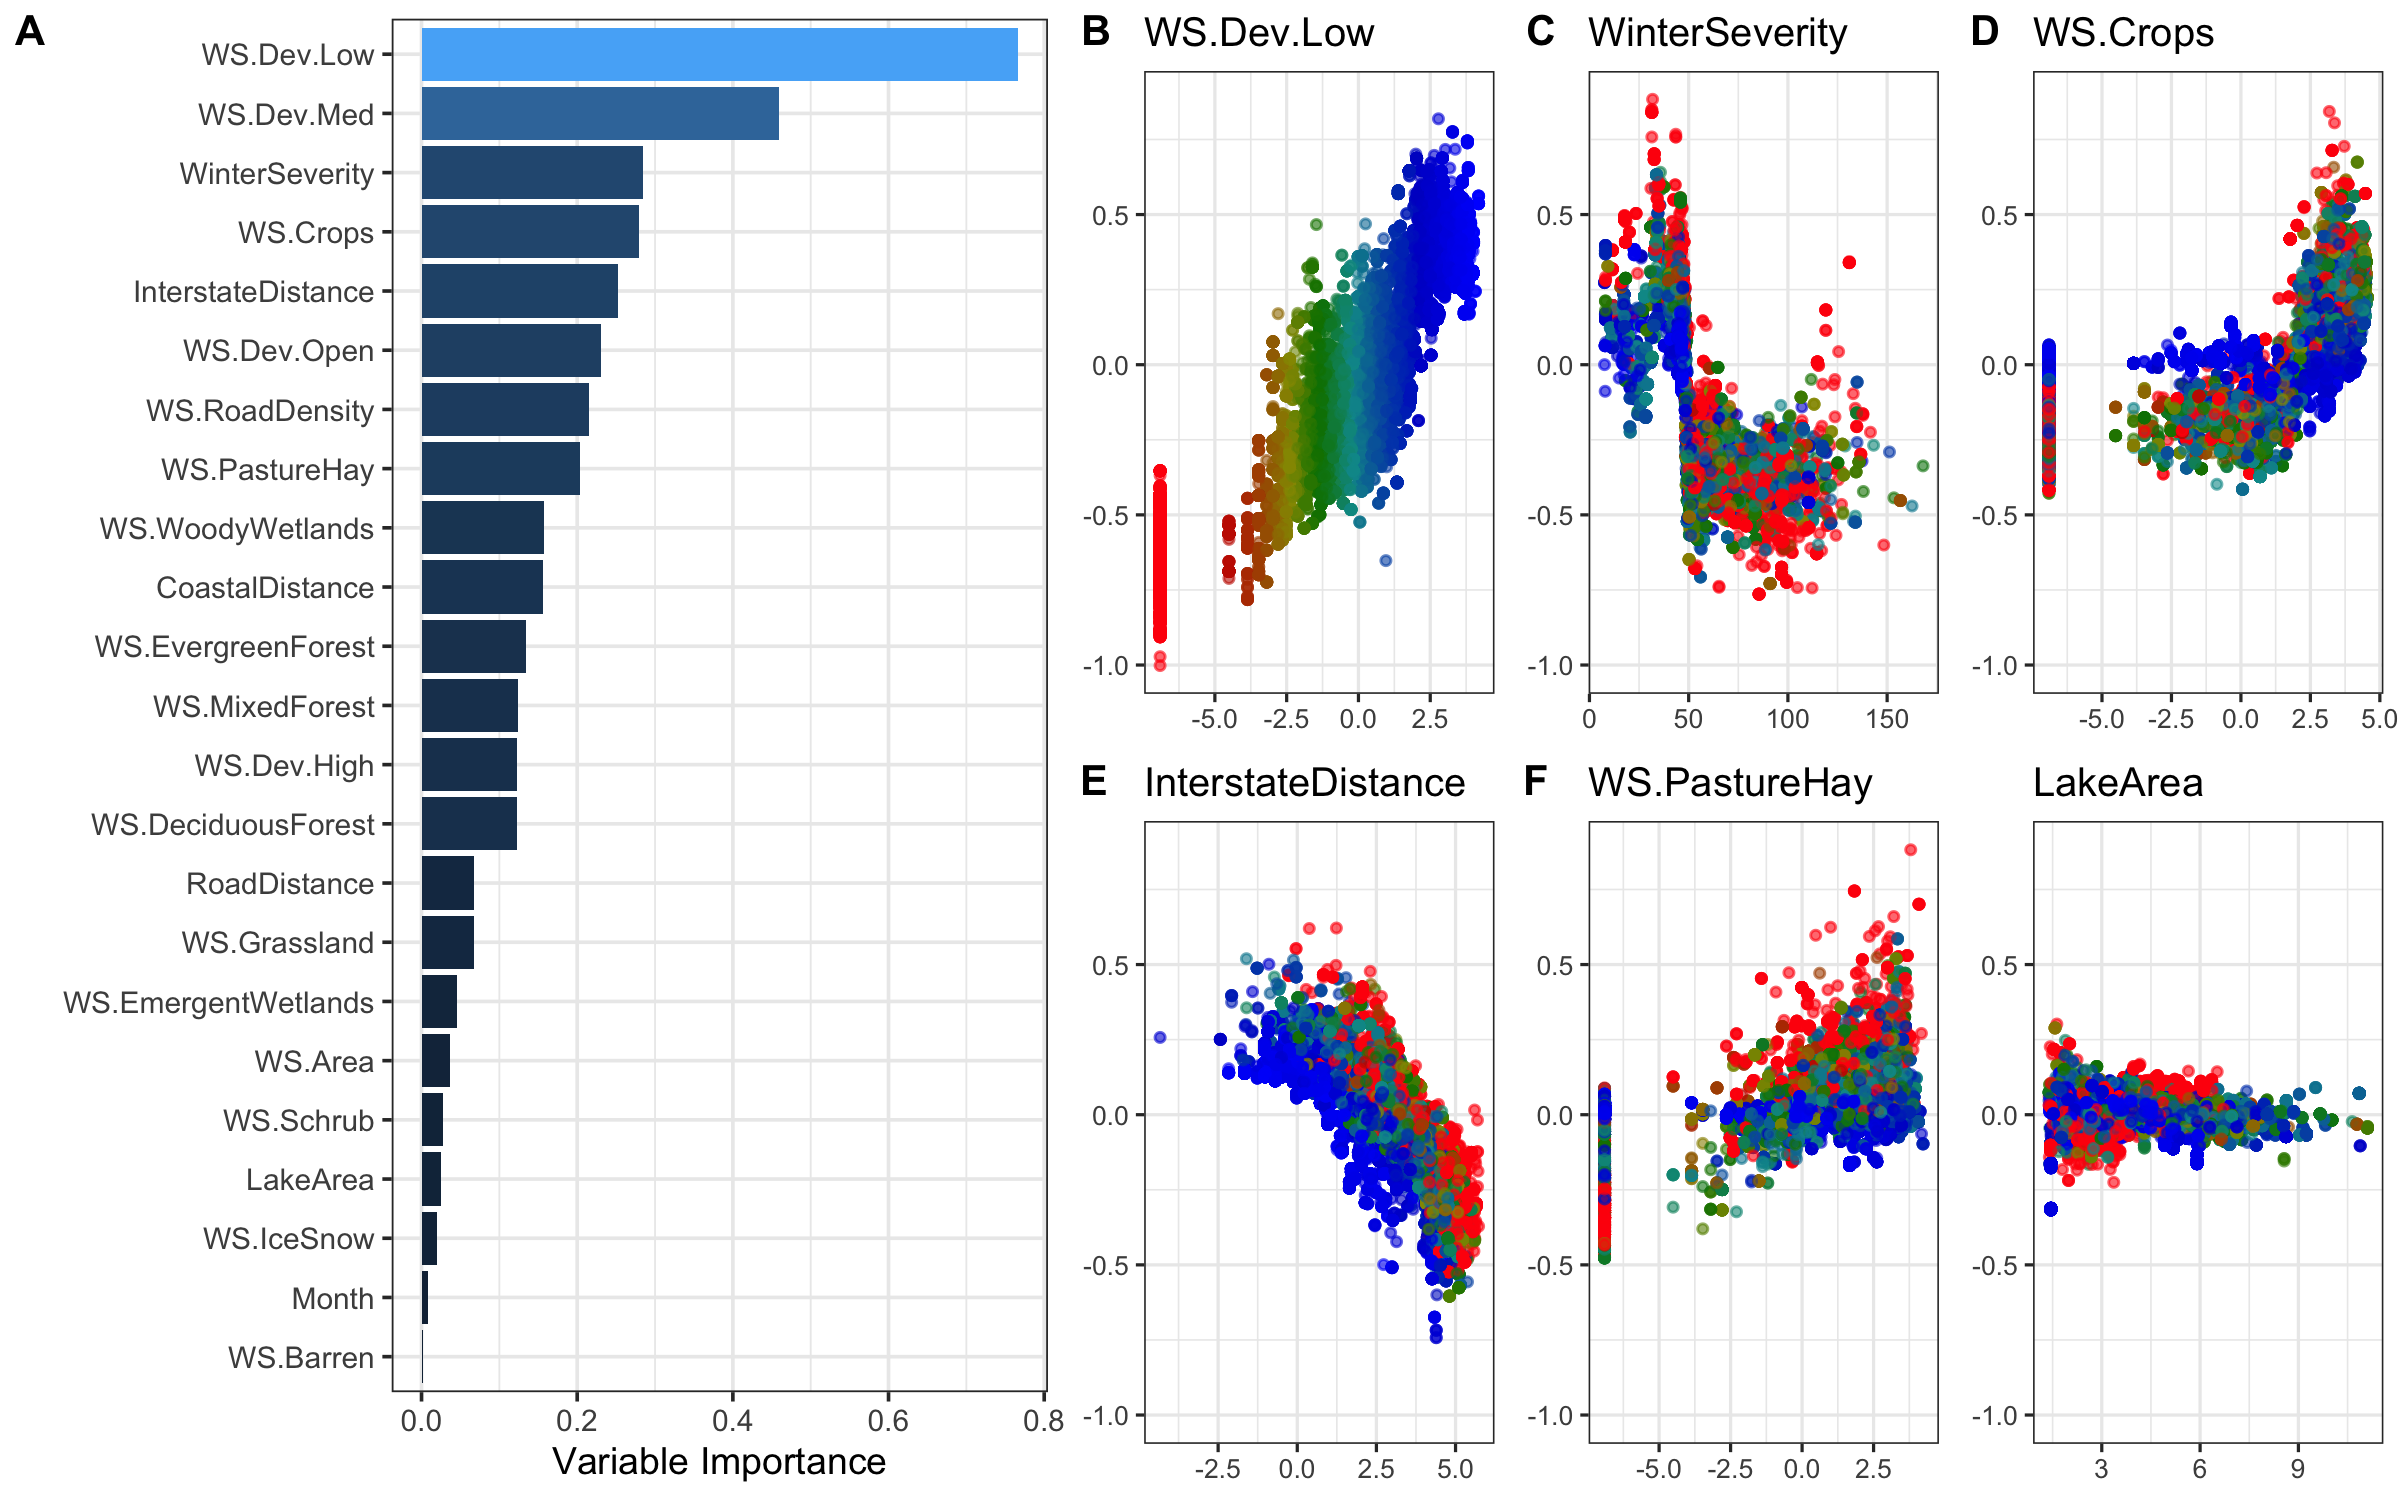 A
WS.Dev.Low
WS.Dev.Med
WinterSeverity
WS.Crops
InterstateDistance
WS.Dev.Open
WS.RoadDensity
WS.PastureHay
WS.WoodyWetlands
CoastalDistance
WS.EvergreenForest
WS.MixedForest
WS.Dev.High
WS.DeciduousForest
RoadDistance
WS.Grassland
WS.EmergentWetlands
WS.Area
WS.Schrub
LakeArea
WS.IceSnow
Month
WS.Barren
0.0 0.2 0.4 0.6 0.8
Variable Importance
B WS.Dev.Low
0.5
0.0
-0.5
-1.0
-5.0 -2.5 0.0 2.5
C WinterSeverity
0.5
0.0
-0.5
-1.0
0 50 100 150
D WS.Crops
0.5
0.0
-0.5
-1.0
-5.0 -2.5 0.0 2.5 5.0
E InterstateDistance
0.5
0.0
-0.5
-1.0
-2.5 0.0 2.5 5.0
F WS.PastureHay
0.5
0.0
-0.5
-1.0
-5.0 -2.5 0.0 2.5
LakeArea
0.5
0.0
-0.5
-1.0
3 6 9